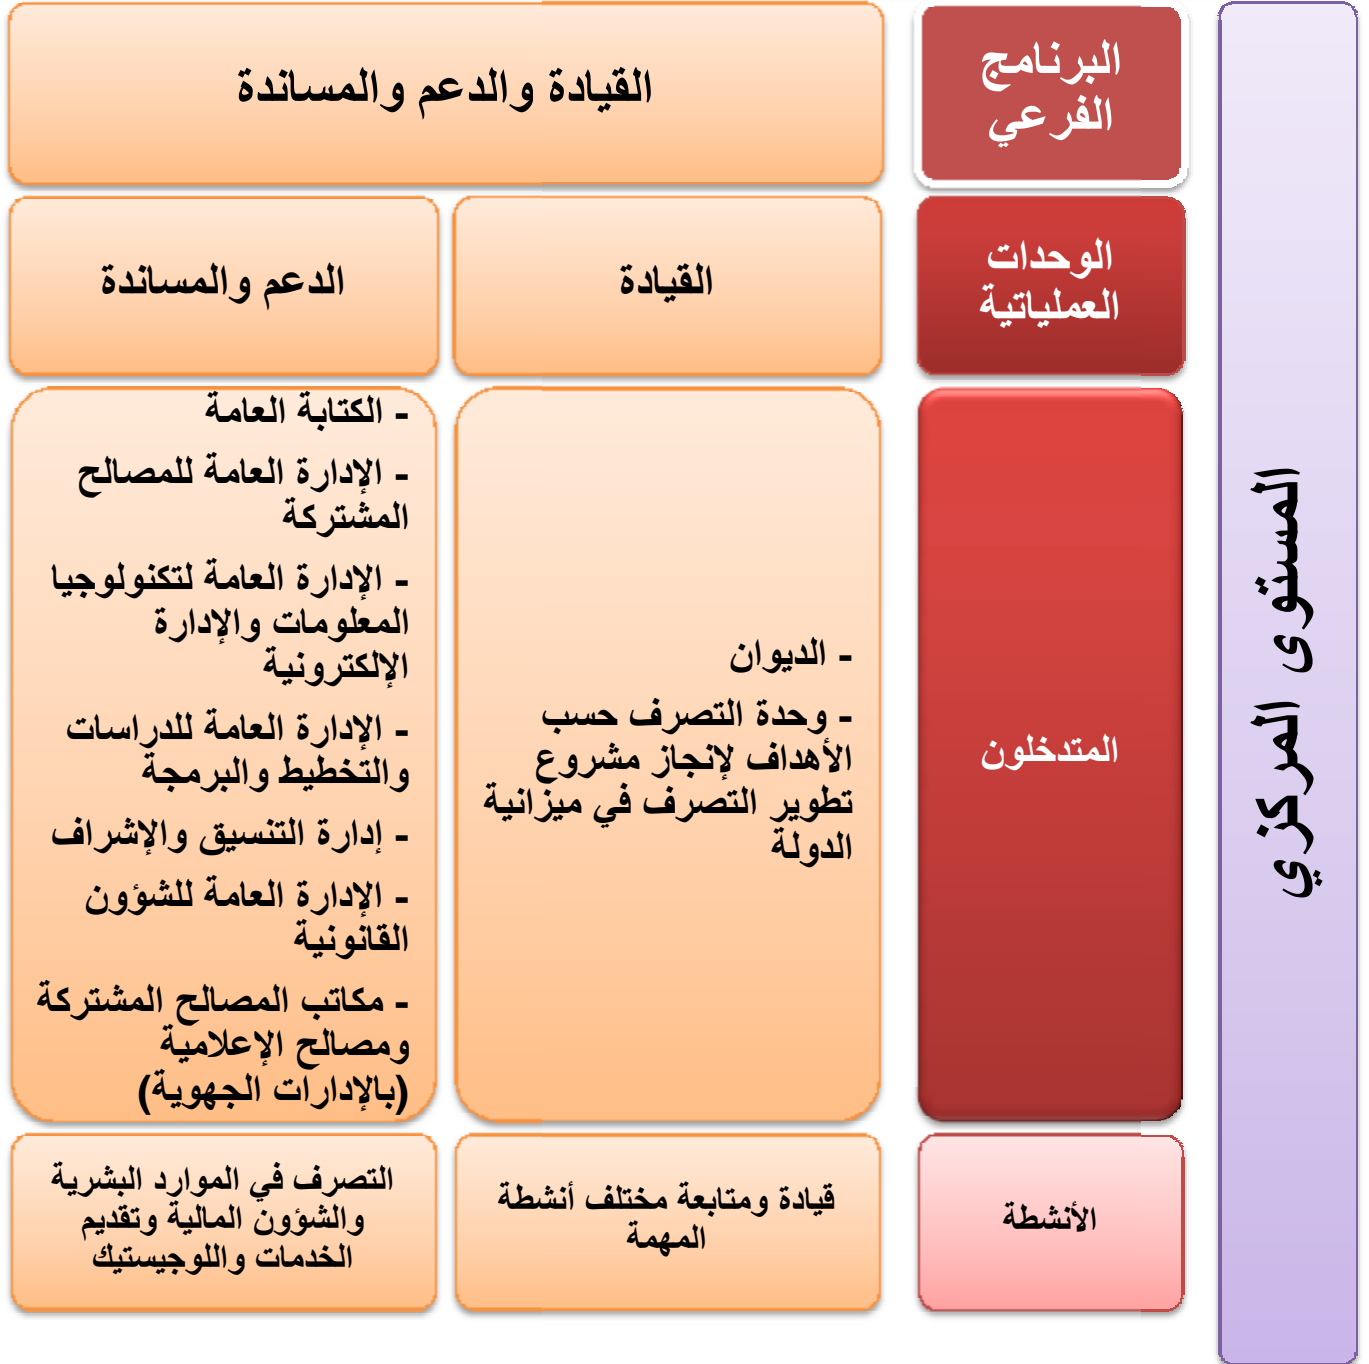 المستوى المركزي
البرنامج
الفرعي
القيادة والدعم والمساندة
الوحدات
العملياتية
القيادة
الدعم والمساندة
المتدخلون
- الديوان
- وحدة التصرف حسب
الأهداف لإنجاز مشروع
تطوير التصرف في ميزانية
الدولة
- الكتابة العامة
- الإدارة العامة للمصالح
المشتركة
- الإدارة العامة لتكنولوجيا
المعلومات والإدارة
الإلكترونية
- الإدارة العامة للدراسات
والتخطيط والبرمجة
- إدارة التنسيق والإشراف
- الإدارة العامة للشؤون
القانونية
- مكاتب المصالح المشتركة
ومصالح الإعلامية
(بالإدارات الجهوية)
الأنشطة
قيادة ومتابعة مختلف أنشطة
المهمة
التصرف في الموارد البشرية
والشؤون المالية وتقديم
الخدمات واللوجيستيك